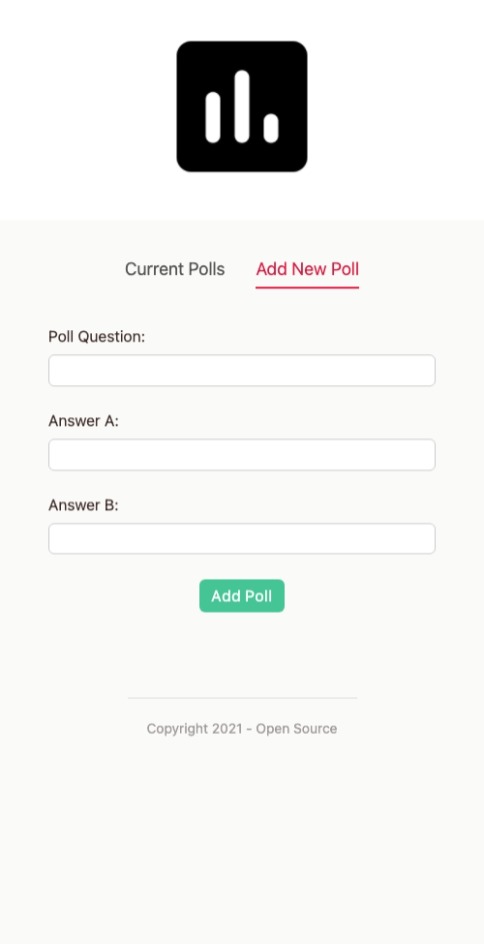 Current Polls Add New Poll
Poll Question:
Answer A:
Answer B:
Add Poll
Copyright 2021 - Open Source